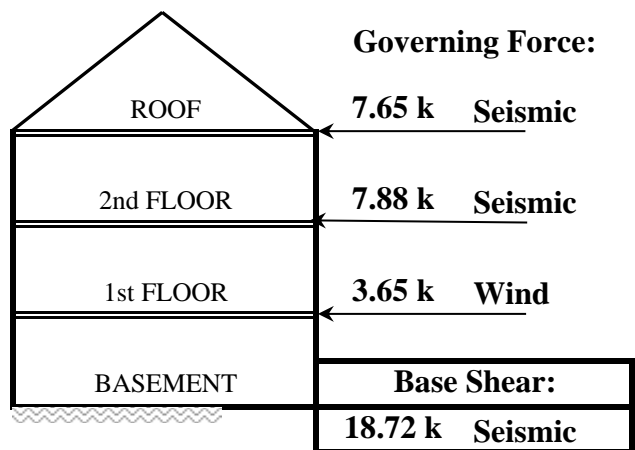 Governing Force:
ROOF 7.65 k Seismic
2nd FLOOR 7.88 k Seismic
1st FLOOR 3.65 k Wind
BASEMENT Base Shear:
18.72 k Seismic